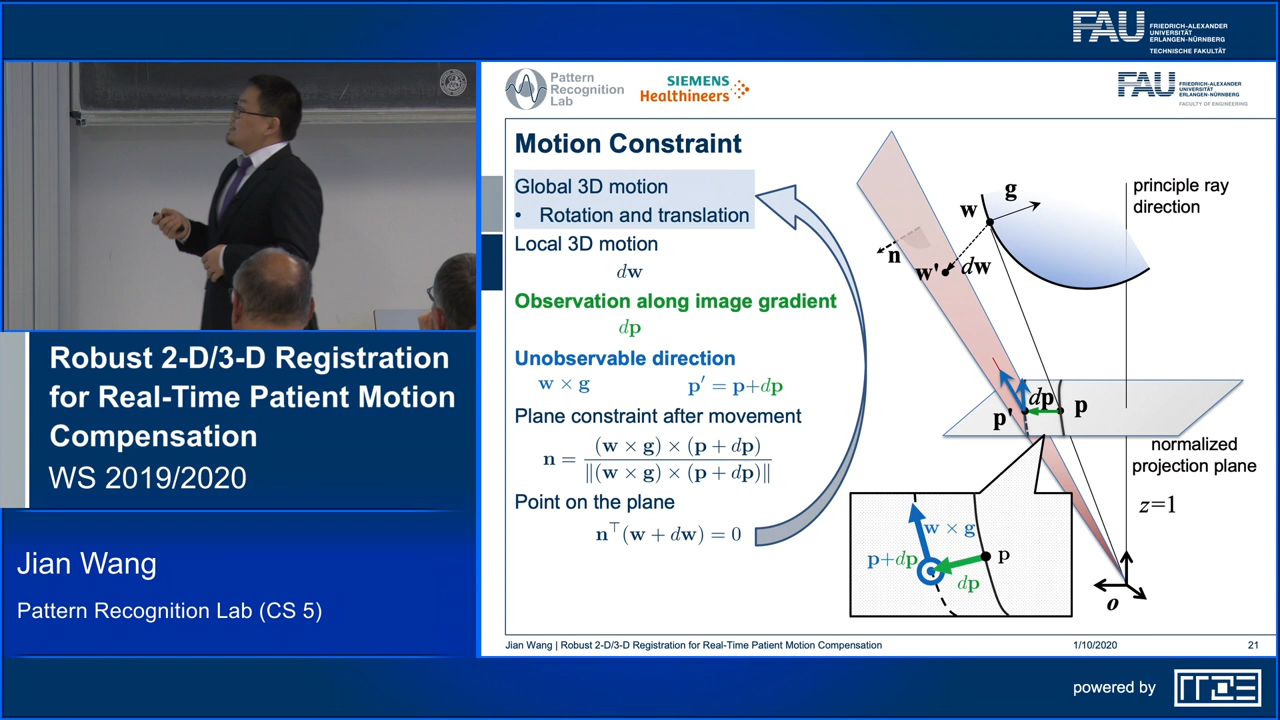 FAU
FRIEDRICH-ALEXANDER
UNIVERSITÄT
ERLANGEN-NÜRNBERG
TECHNISCHE FAKULTÄT
Pattern
Recognition
Lab
SIEMENS
Healthineers
FAU
FRIEDRICH-ALEXANDER
UNIVERSITÄT
ERLANGEN-NÜRNBERG
FACULTY OF ENGINEERING
Motion Constraint
Global 3D motion
• Rotation and translation
Local 3D motion
dw
Observation along image gradient
dp
Unobservable direction
w × g
p′ = p+dp
Plane constraint after movement
n = (w × g) × (p + dp) / ‖(w × g) × (p + dp)‖
Point on the plane
n⊤(w + dw) = 0
principle ray
direction
g
w
n
w'
dw
dp
p'
p
normalized
projection plane
z=1
w × g
p+dp
p
dp
o
Jian Wang | Robust 2-D/3-D Registration for Real-Time Patient Motion Compensation
1/10/2020
21
Robust 2-D/3-D Registration
for Real-Time Patient Motion
Compensation
WS 2019/2020
Jian Wang
Pattern Recognition Lab (CS 5)
powered by